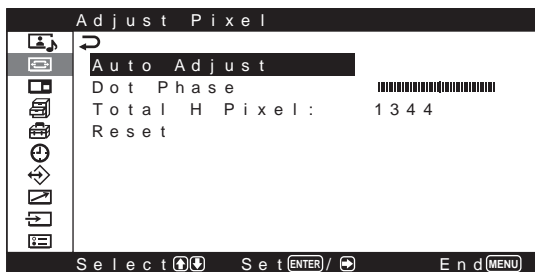 Adjust Pixel
Auto Adjust
Dot Phase
Total H Pixel: 1344
Reset
Select Set ENTER / End MENU